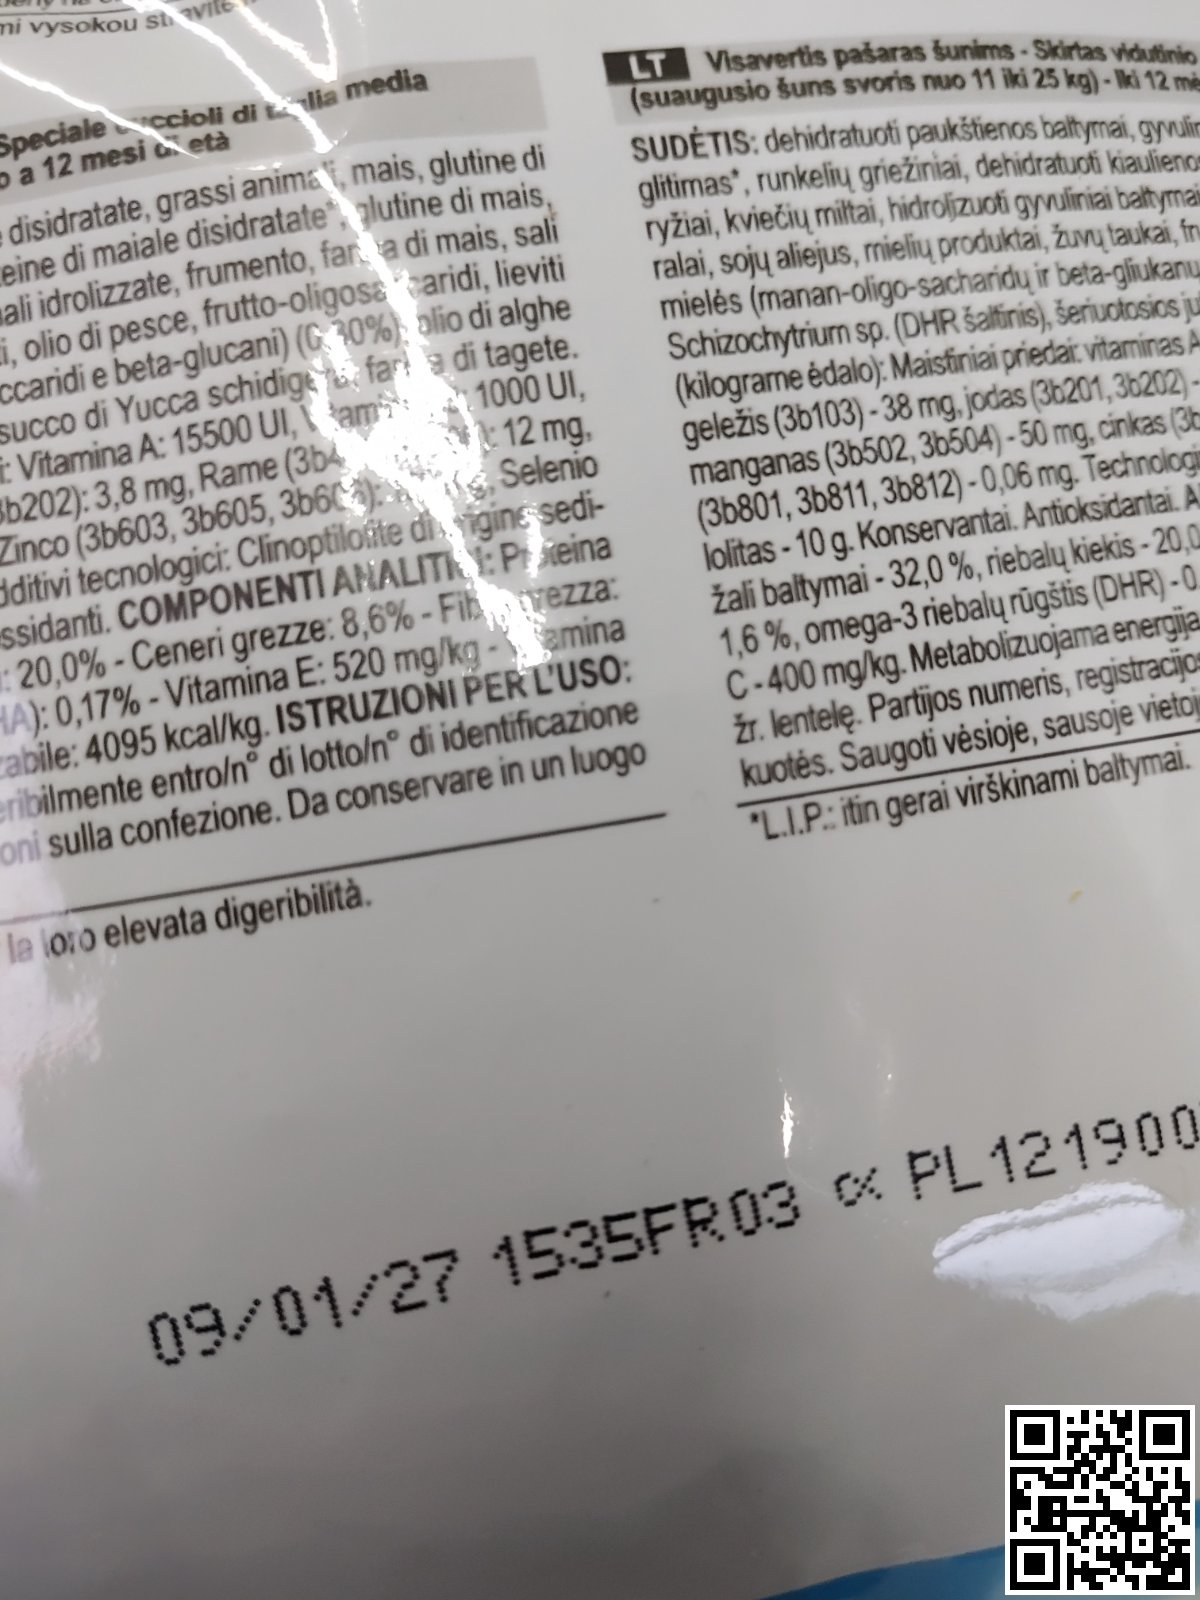 mi vysokou
Speciale cuccioli di taglia media
o a 12 mesi di età
disidratate, grassi animali, mais, glutine di
eine di maiale disidratate*, glutine di mais,
ali idrolizzate, frumento, farina di mais, sali
i, olio di pesce, frutto-oligosaccaridi, lieviti
ccaridi e beta-glucani) (0,30%), olio di alghe
succo di Yucca schidigera, farina di tagete.
i: Vitamina A: 15500 UI, 1000 UI,
3b202): 3,8 mg, Rame : 12 mg,
Zinco (3b603, 3b605, 3b606): Selenio
dditivi tecnologici: Clinoptilolite di origine sedi-
ossidanti. COMPONENTI ANALITICI: Proteina
: 20,0% - Ceneri grezze: 8,6% - Fibra grezza:
HA): 0,17% - Vitamina E: 520 mg/kg - Vitamina
zabile: 4095 kcal/kg. ISTRUZIONI PER L'USO:
eribilmente entro/n° di lotto/n° di identificazione
oni sulla confezione. Da conservare in un luogo
la loro elevata digeribilità.
LT Visavertis pašaras šunims - Skirtas vidutinio
(suaugusio šuns svoris nuo 11 iki 25 kg) - Iki 12 mė
SUDĖTIS: dehidratuoti paukštienos baltymai, gyvulin
glitimas*, runkelių griežiniai, dehidratuoti kiaulienos
ryžiai, kviečių miltai, hidrolizuoti gyvuliniai baltymai
ralai, sojų aliejus, mielių produktai, žuvų taukai, fru
mielės (manan-oligo-sacharidų ir beta-gliukanų
Schizochytrium sp. (DHR šaltinis), šeriuotosios ju
(kilograme ėdalo): Maistiniai priedai: vitaminas A
geležis (3b103) - 38 mg, jodas (3b201, 3b202) -
manganas (3b502, 3b504) - 50 mg, cinkas (3b
(3b801, 3b811, 3b812) - 0,06 mg. Technologi
lolitas - 10 g. Konservantai. Antioksidantai. A
žali baltymai - 32,0 %, riebalų kiekis - 20,0
1,6 %, omega-3 riebalų rūgštis (DHR) - 0,
C - 400 mg/kg. Metabolizuojama energija
žr. lentelę. Partijos numeris, registracijos
kuotės. Saugoti vėsioje, sausoje vietoj
*L.I.P.: itin gerai virškinami baltymai.
09/01/27 1535FR03 α PL121900